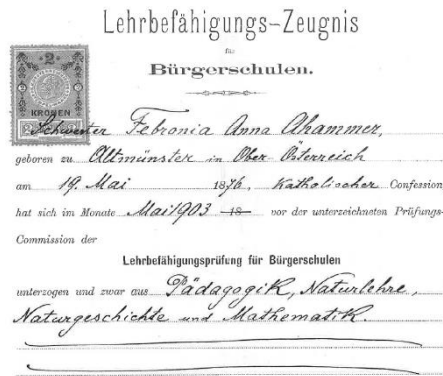 Lehrbefähigungs-Zeugnis
für
Bürgerschulen.
2
KRONEN
Schwester Febronia Anna Ahammer,
geboren zu Altmünster in Ober-Österreich
am 19. Mai 1876, Katholischer Confession
hat sich im Monate Mai 1903 18 vor der unterzeichneten Prüfungs-
Commission der
Lehrbefähigungsprüfung für Bürgerschulen
unterzogen und zwar aus Pädagogik, Naturlehre,
Naturgeschichte und Mathematik.